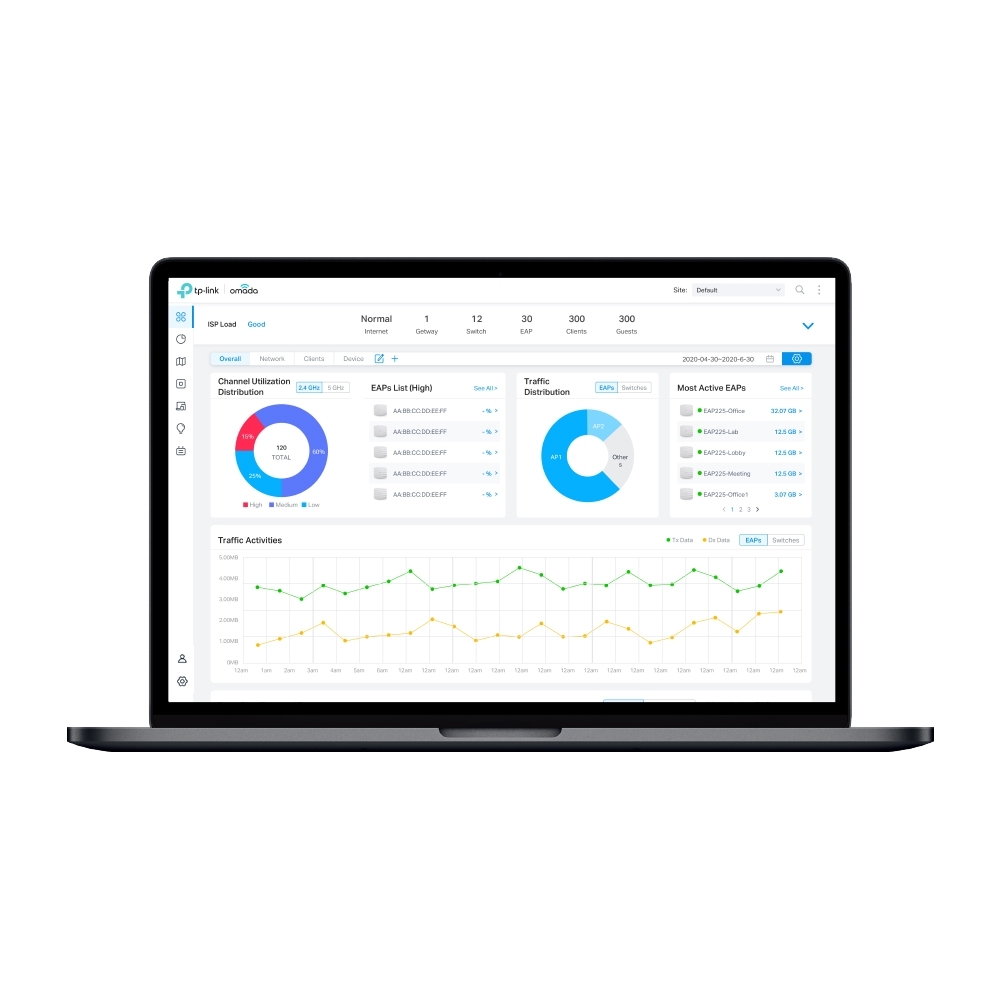 tp-link omada
Site: Default
ISP Load Good
Normal 1 12 30 300 300
Internet Getway Switch EAP Clients Guests
Overall Network Clients Device 2020-04-30~2020-6-30
Channel Utilization Distribution
2.4 GHz 5 GHz
15%
60%
25%
120
TOTAL
High Medium Low
EAPs List (High) See All >
AA:BB:CC:DD:EE:FF - % >
AA:BB:CC:DD:EE:FF - % >
AA:BB:CC:DD:EE:FF - % >
AA:BB:CC:DD:EE:FF - % >
AA:BB:CC:DD:EE:FF - % >
Traffic Distribution
EAPs Switches
AP2
AP1
Other
s
Most Active EAPs See All >
EAP225-Office 32.07 GB >
EAP225-Lab 12.5 GB >
EAP225-Lobby 12.5 GB >
EAP225-Meeting 12.5 GB >
EAP225-Office1 3.07 GB >
< 1 2 3 >
Traffic Activities
Tx Data Dx Data EAPs Switches
5.00MB
4.00MB
3.00MB
2.00MB
1.00MB
0MB
12am 1am 2am 3am 4am 5am 6am 12am 12am 12am 12am 12am 12am 12am 12am 12am 12am 12am 12am 12am 12am 12am 12am 12am 12am